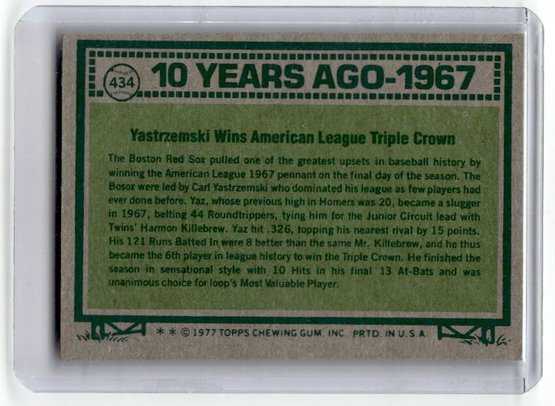 434
10 YEARS AGO-1967
Yastrzemski Wins American League Triple Crown
The Boston Red Sox pulled one of the greatest upsets in baseball history by
winning the American League 1967 pennant on the final day of the season. The
Bosox were led by Carl Yastrzemski who dominated his league as few players had
ever done before. Yaz, whose previous high in Homers was 20, became a slugger
in 1967, belting 44 Roundtrippers, tying him for the Junior Circuit lead with
Twins' Harmon Killebrew. Yaz hit .326, topping his nearest rival by 15 points.
His 121 Runs Batted In were 8 better than the same Mr. Killebrew, and he thus
became the 6th player in league history to win the Triple Crown. He finished the
season in sensational style with 10 Hits in his final 13 At-Bats and was
unanimous choice for loop's Most Valuable Player.
* * © 1977 TOPPS CHEWING GUM, INC. PRTD. IN U.S.A.